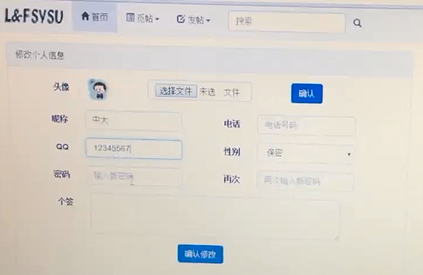 L&FSYSU 首页 览帖 发帖 搜索
修改个人信息
头像 选择文件 未选 文件 确认
昵称 中大 电话 电话号码
QQ 12345567 性别 保密
密码 输入新密码 再次 再次输入新密码
个签
确认修改